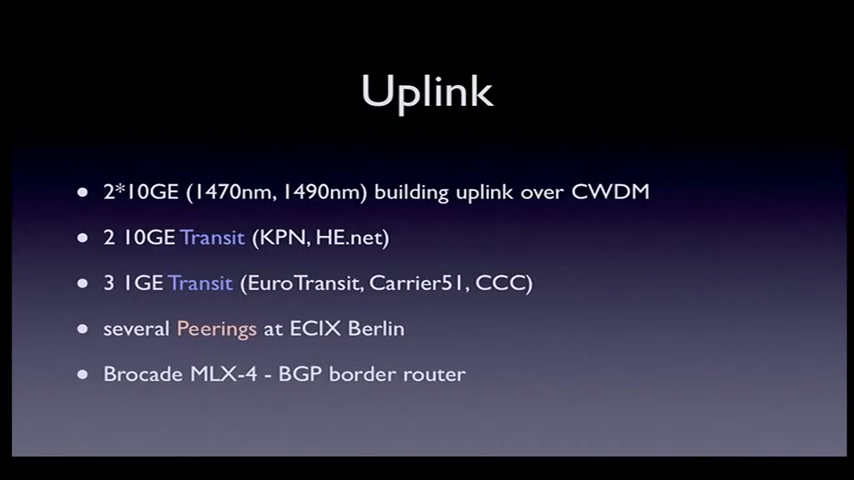 Uplink
• 2*10GE (1470nm, 1490nm) building uplink over CWDM
• 2 10GE Transit (KPN, HE.net)
• 3 1GE Transit (EuroTransit, Carrier51, CCC)
• several Peerings at ECIX Berlin
• Brocade MLX-4 - BGP border router